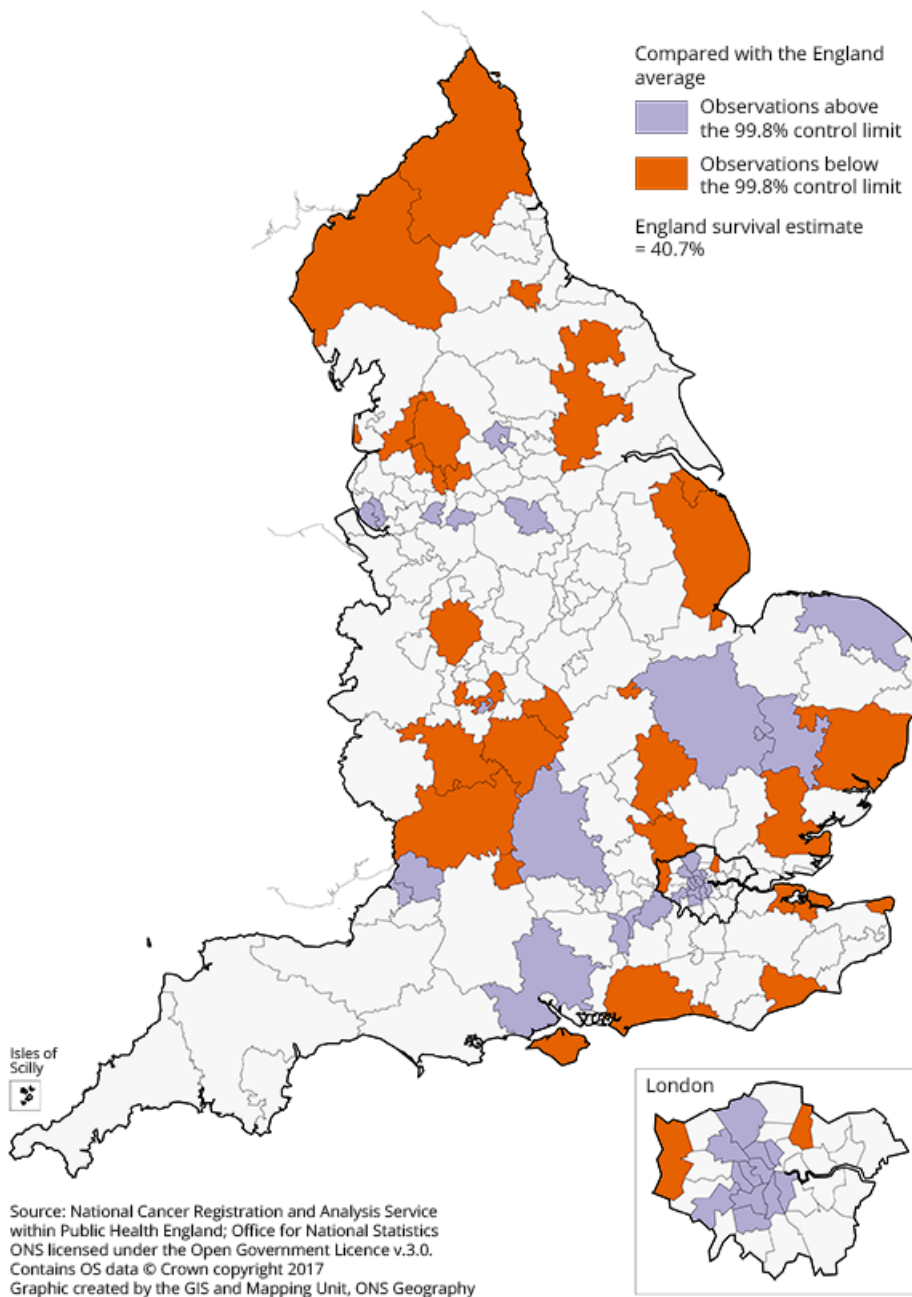 Compared with the England
average
Observations above
the 99.8% control limit
Observations below
the 99.8% control limit
England survival estimate
= 40.7%
Isles of
Scilly
London
Source: National Cancer Registration and Analysis Service
within Public Health England; Office for National Statistics
ONS licensed under the Open Government Licence v.3.0.
Contains OS data © Crown copyright 2017
Graphic created by the GIS and Mapping Unit, ONS Geography